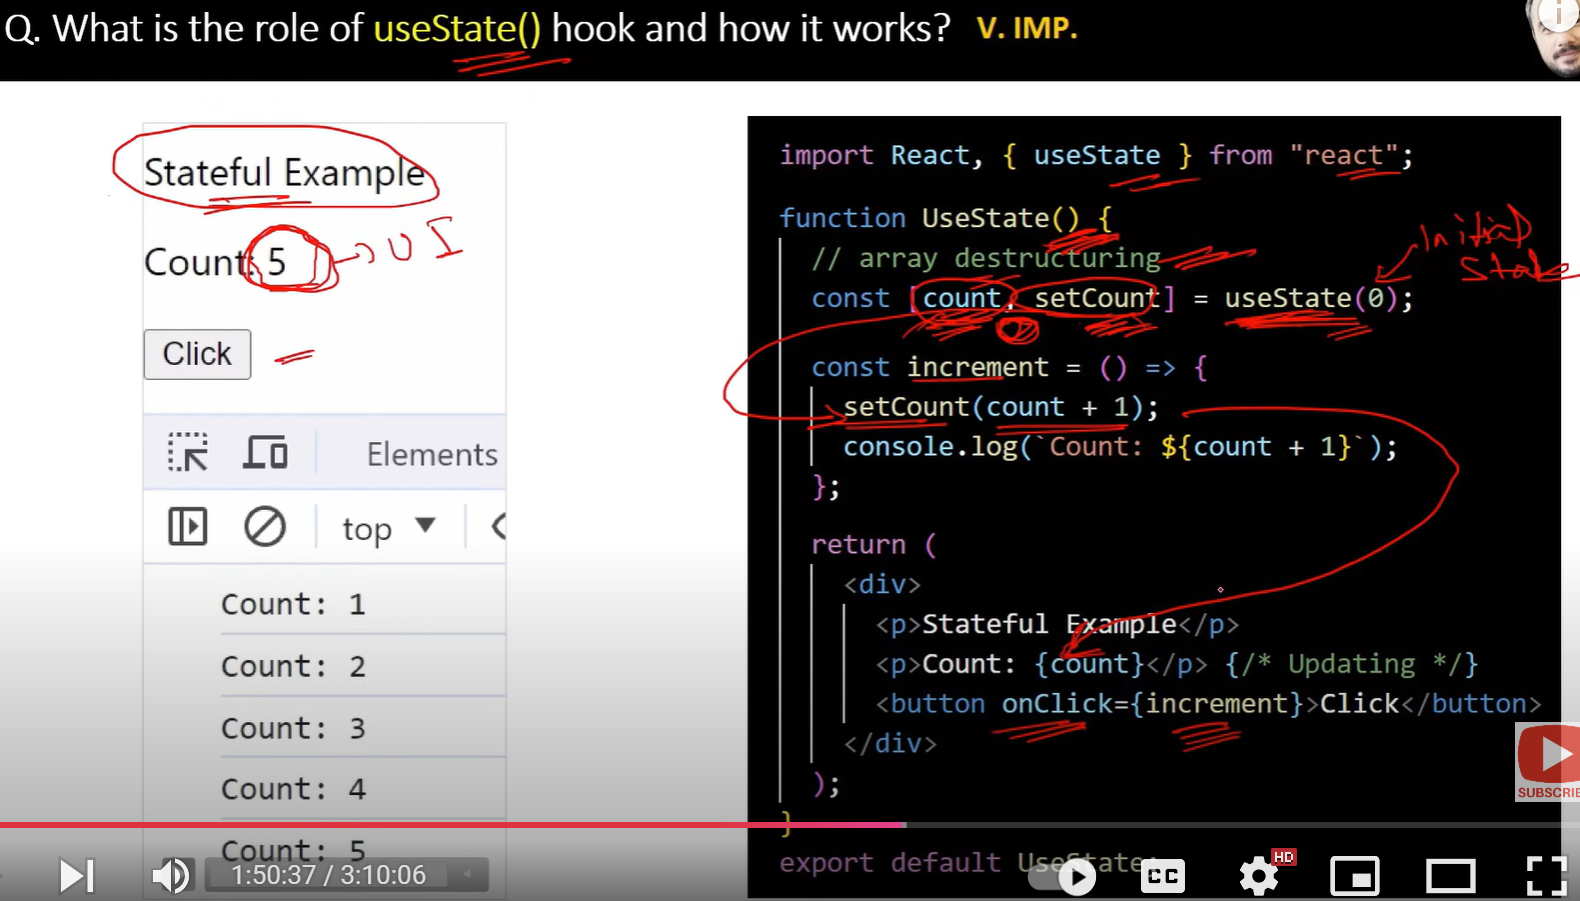 Q. What is the role of useState() hook and how it works? V. IMP.
Stateful Example
Count: 5
UI
Click
Elements
top
Count: 1
Count: 2
Count: 3
Count: 4
Count: 5
import React, { useState } from "react";
function UseState() {
// array destructuring
const [count, setCount] = useState(0);
Initial
State
const increment = () => {
setCount(count + 1);
console.log(`Count: ${count + 1}`);
};
return (
<div>
<p>Stateful Example</p>
<p>Count: {count}</p> {/* Updating */}
<button onClick={increment}>Click</button>
</div>
);
}
export default UseState;
SUBSCRIBE
1:50:37 / 3:10:06
CC
HD